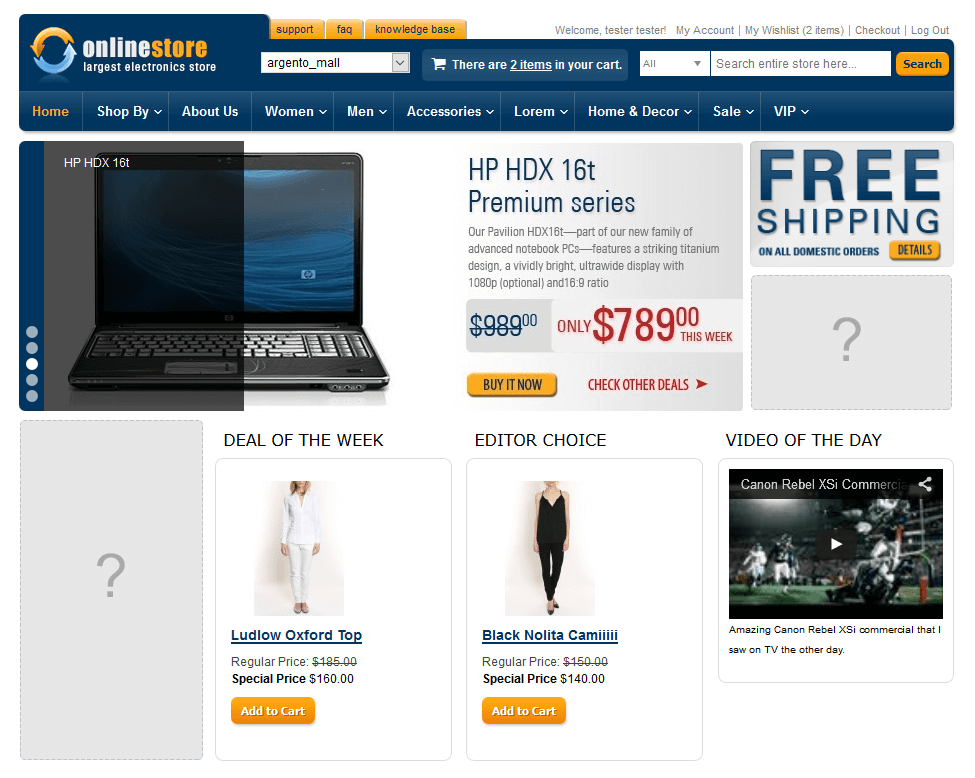 support
faq
knowledge base
Welcome, tester tester!
My Account | My Wishlist (2 items) | Checkout | Log Out
onlinestore
largest electronics store
argento_mall
There are 2 items in your cart.
All
Search entire store here...
Search
Home
Shop By
About Us
Women
Men
Accessories
Lorem
Home & Decor
Sale
VIP
HP HDX 16t
HP HDX 16t
Premium series
Our Pavilion HDX16t—part of our new family of
advanced notebook PCs—features a striking titanium
design, a vividly bright, ultrawide display with
1080p (optional) and16:9 ratio
$98900
ONLY $78900 THIS WEEK
BUY IT NOW
CHECK OTHER DEALS
FREE
SHIPPING
ON ALL DOMESTIC ORDERS
DETAILS
?
?
DEAL OF THE WEEK
Ludlow Oxford Top
Regular Price: $185.00
Special Price $160.00
Add to Cart
EDITOR CHOICE
Black Nolita Camiiiii
Regular Price: $150.00
Special Price $140.00
Add to Cart
VIDEO OF THE DAY
Canon Rebel XSi Commercia
Amazing Canon Rebel XSi commercial that I
saw on TV the other day.